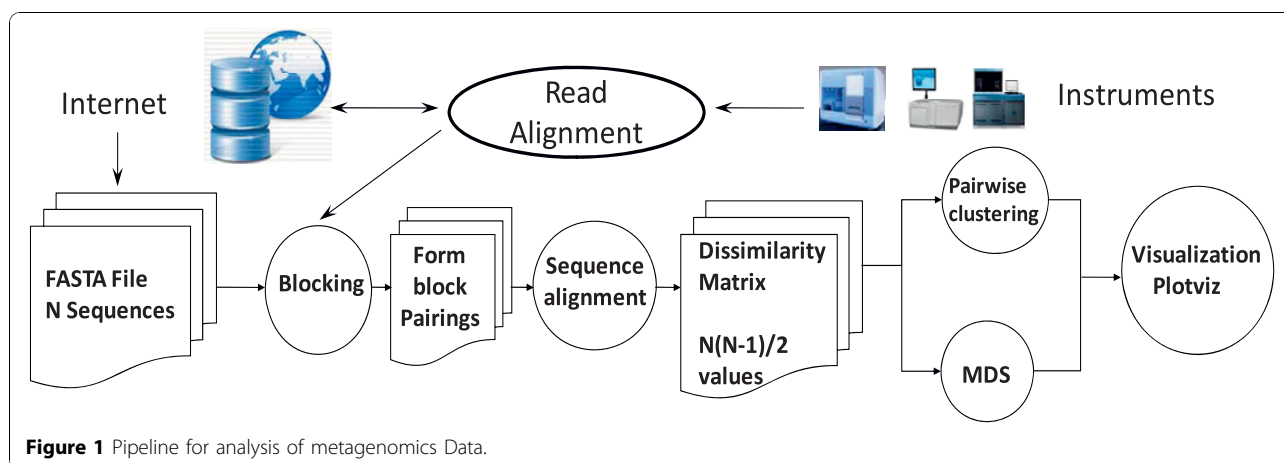 Internet
Read
Alignment
Instruments
FASTA File
N Sequences
Blocking
Form
block
Pairings
Sequence
alignment
Dissimilarity
Matrix
N(N-1)/2
values
Pairwise
clustering
MDS
Visualization
Plotviz
Figure 1 Pipeline for analysis of metagenomics Data.